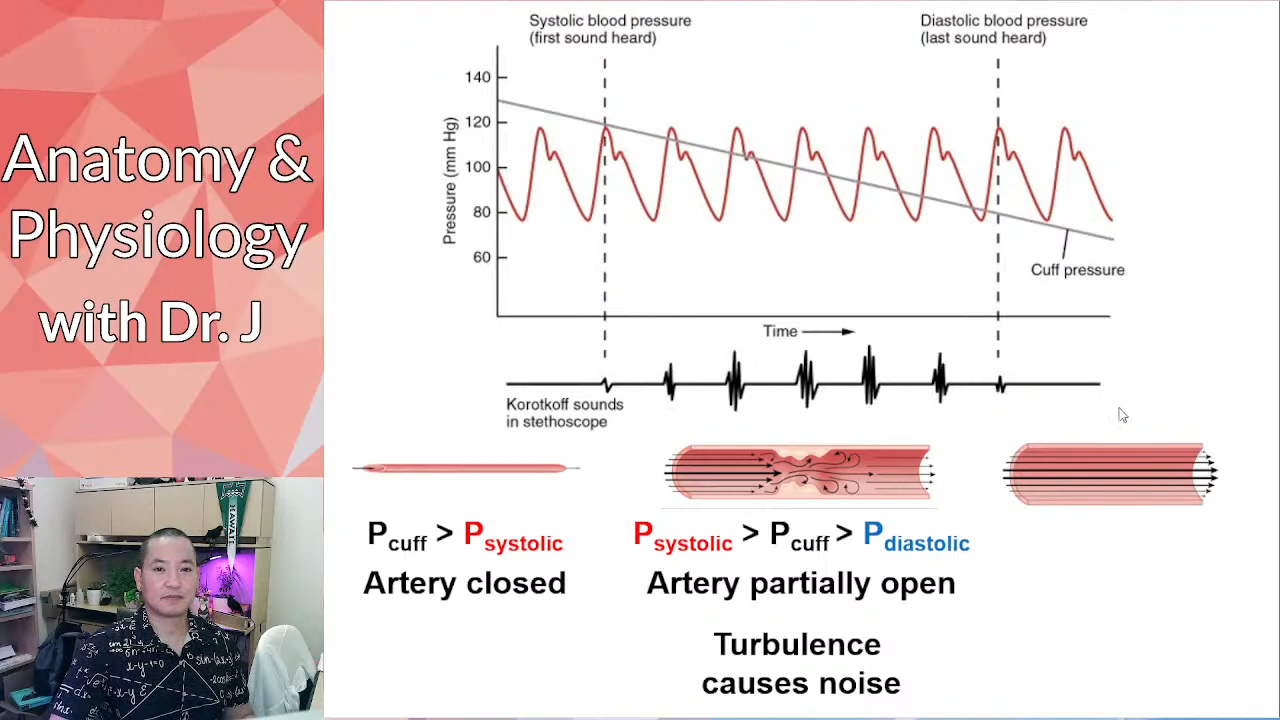 Anatomy &
Physiology
with Dr. J
Systolic blood pressure
(first sound heard)
Diastolic blood pressure
(last sound heard)
Pressure (mm Hg)
140
120
100
80
60
Cuff pressure
Time
Korotkoff sounds
in stethoscope
Pcuff > Psystolic
Artery closed
Psystolic > Pcuff > Pdiastolic
Artery partially open
Turbulence
causes noise
HAWAII